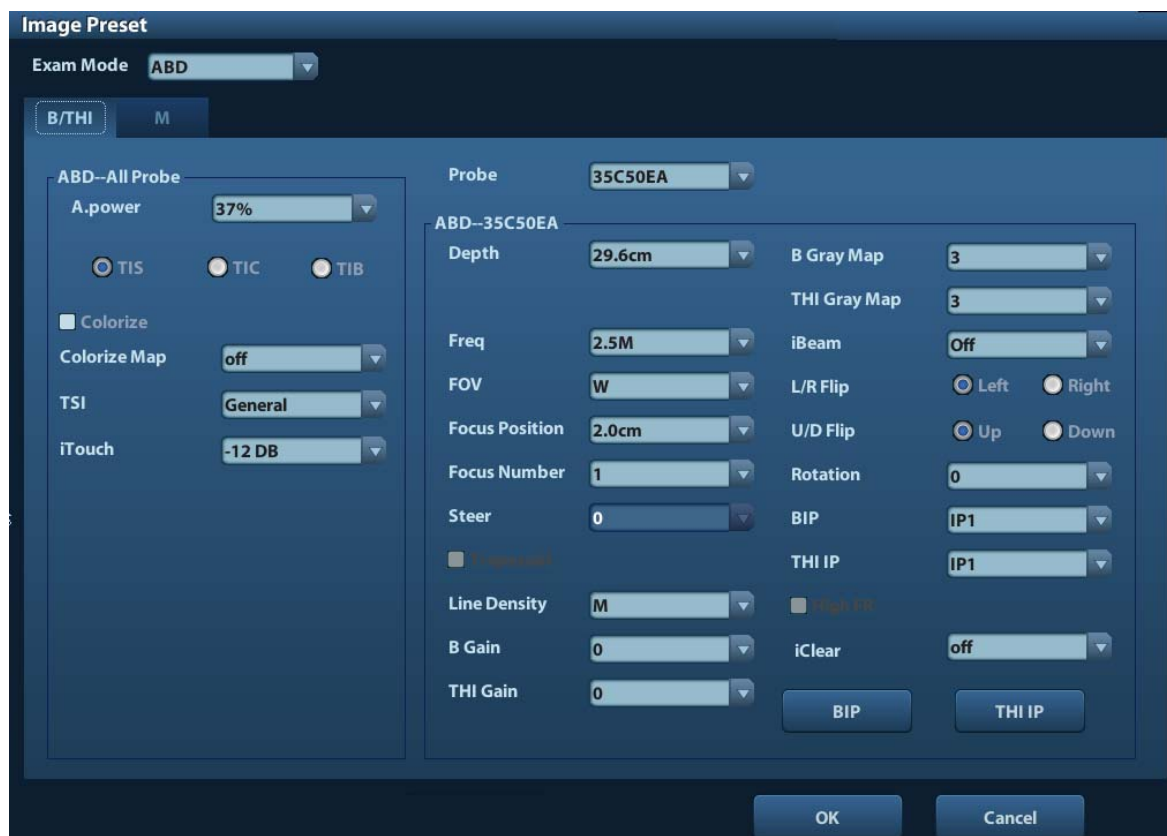 Image Preset
Exam Mode ABD
B/THI M
ABD--All Probe
A.power 37%
TIS TIC TIB
Colorize
Colorize Map off
TSI General
iTouch -12 DB
Probe 35C50EA
ABD--35C50EA
Depth 29.6cm
Freq 2.5M
FOV W
Focus Position 2.0cm
Focus Number 1
Steer 0
Line Density M
B Gain 0
THI Gain 0
B Gray Map 3
THI Gray Map 3
iBeam Off
L/R Flip Left Right
U/D Flip Up Down
Rotation 0
BIP IP1
THI IP IP1
High FR
iClear off
BIP THI IP
OK Cancel